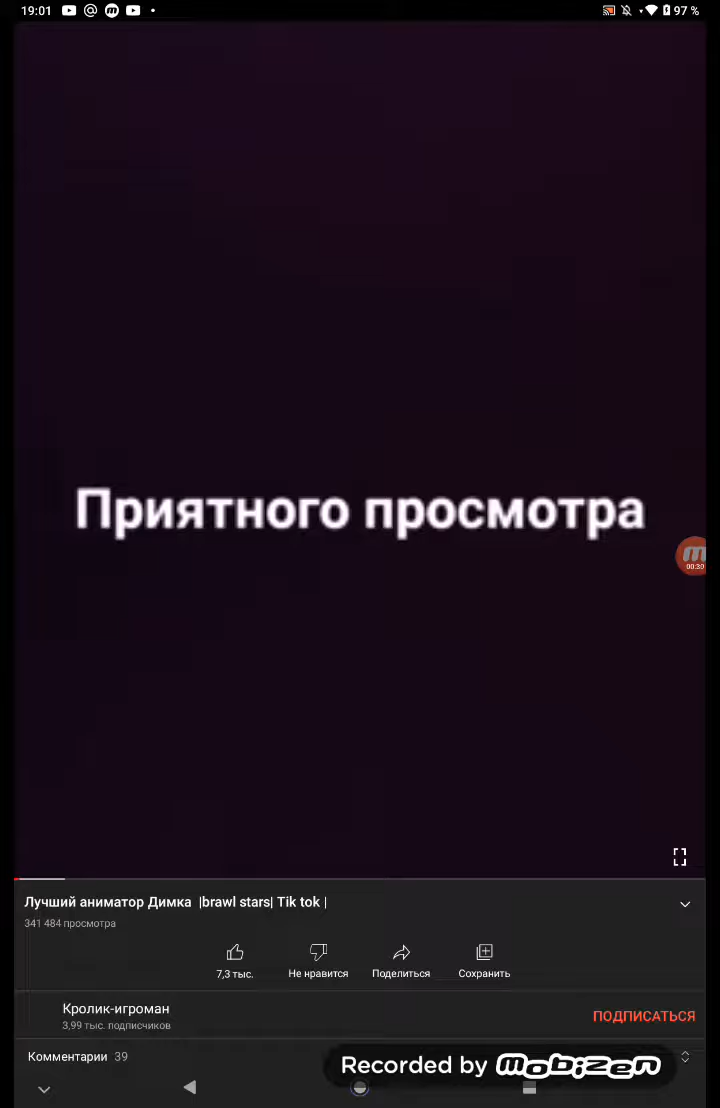 19:01
97 %
Приятного просмотра
00:30
Лучший аниматор Димка |brawl stars| Tik tok |
341 484 просмотра
7,3 тыс.
Не нравится
Поделиться
Сохранить
Кролик-игроман
3,99 тыс. подписчиков
ПОДПИСАТЬСЯ
Комментарии 39
Recorded by mobizen